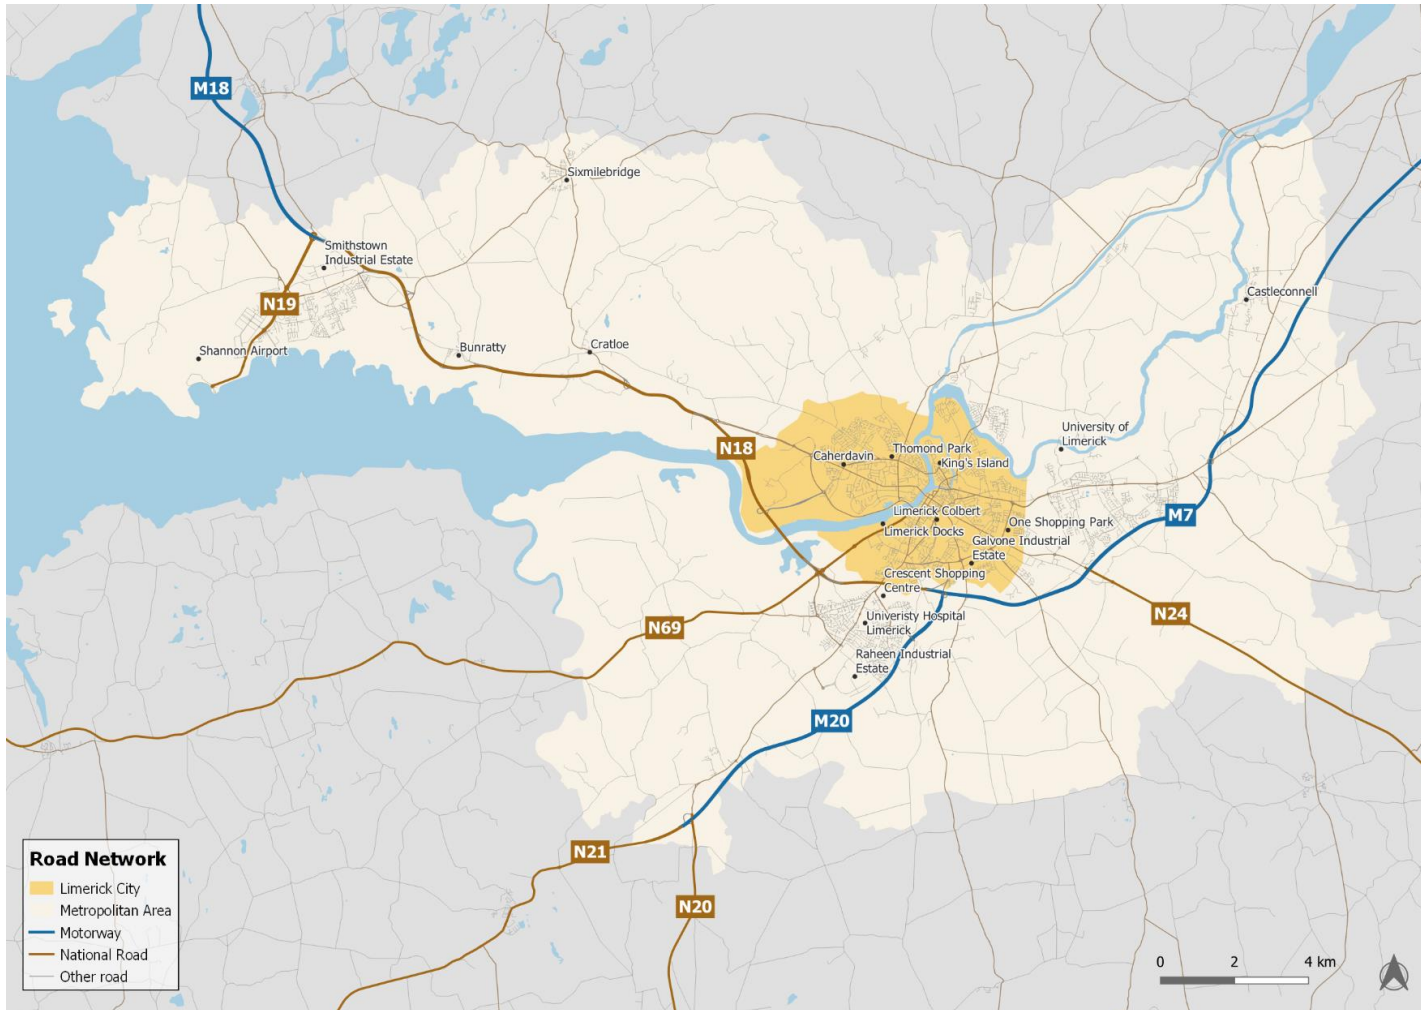 M18
Sixmilebridge
Smithstown
Industrial Estate
N19
Castleconnell
Shannon Airport
Bunratty
Cratloe
University of
Limerick
N18
Thomond Park
Caherdavin
King's Island
M7
Limerick Colbert
One Shopping Park
Limerick Docks
Galvone Industrial
Estate
Crescent Shopping
Centre
N24
Univeristy Hospital
Limerick
N69
Raheen Industrial
Estate
M20
N21
N20
Road Network
Limerick City
Metropolitan Area
Motorway
National Road
Other road
0 2 4 km